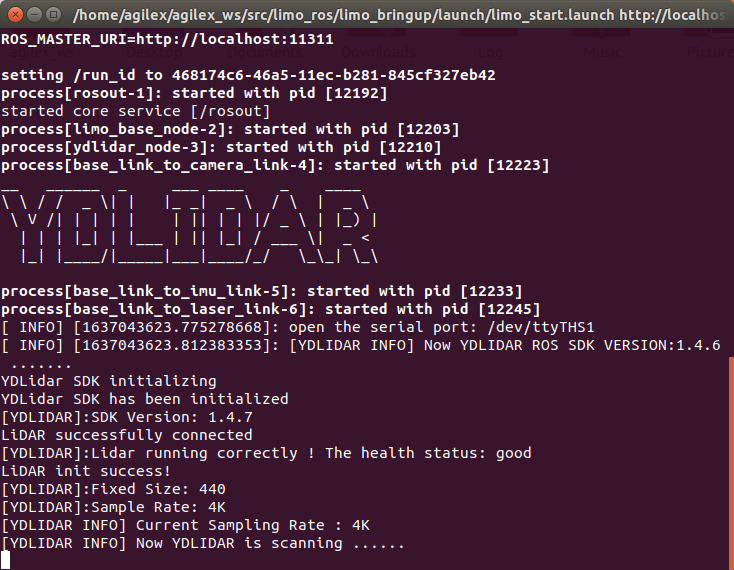 /home/agilex/agilex_ws/src/limo_ros/limo_bringup/launch/limo_start.launch http://localhos
ROS_MASTER_URI=http://localhost:11311
setting /run_id to 468174c6-46a5-11ec-b281-845cf327eb42
process[rosout-1]: started with pid [12192]
started core service [/rosout]
process[limo_base_node-2]: started with pid [12203]
process[ydlidar_node-3]: started with pid [12210]
process[base_link_to_camera_link-4]: started with pid [12223]
YDLIDAR
process[base_link_to_imu_link-5]: started with pid [12233]
process[base_link_to_laser_link-6]: started with pid [12245]
[ INFO] [1637043623.775278668]: open the serial port: /dev/ttyTHS1
[ INFO] [1637043623.812383353]: [YDLIDAR INFO] Now YDLIDAR ROS SDK VERSION:1.4.6
.......
YDLidar SDK initializing
YDLidar SDK has been initialized
[YDLIDAR]:SDK Version: 1.4.7
LiDAR successfully connected
[YDLIDAR]:Lidar running correctly ! The health status: good
LiDAR init success!
[YDLIDAR]:Fixed Size: 440
[YDLIDAR]:Sample Rate: 4K
[YDLIDAR INFO] Current Sampling Rate : 4K
[YDLIDAR INFO] Now YDLIDAR is scanning ......